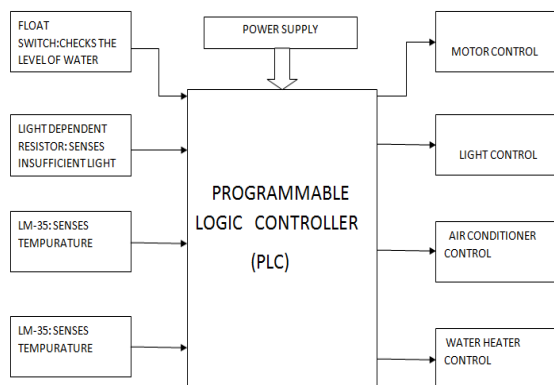 FLOAT
SWITCH:CHECKS THE
LEVEL OF WATER
POWER SUPPLY
MOTOR CONTROL
LIGHT DEPENDENT
RESISTOR: SENSES
INSUFFICIENT LIGHT
LIGHT CONTROL
PROGRAMMABLE
LOGIC CONTROLLER
(PLC)
LM-35: SENSES
TEMPURATURE
AIR CONDITIONER
CONTROL
LM-35: SENSES
TEMPURATURE
WATER HEATER
CONTROL